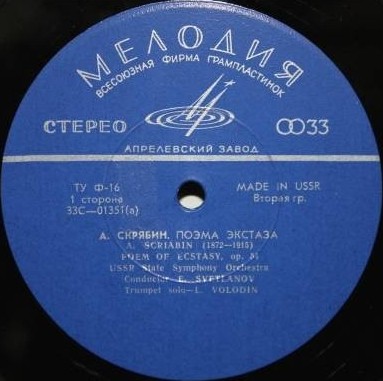 МЕЛОДИЯ
ВСЕСОЮЗНАЯ ФИРМА ГРАМПЛАСТИНОК
СТЕРЕО
33
АПРЕЛЕВСКИЙ ЗАВОД
ТУ Ф-16
MADE IN USSR
1 сторона
Вторая гр.
33С—01351(а)
А. СКРЯБИН. ПОЭМА ЭКСТАЗА
A. SCRIABIN (1872—1915)
POEM OF ECSTASY, op. 54
USSR State Symphony Orchestra
Conductor E. SVETLANOV
Trumpet solo—L. VOLODIN